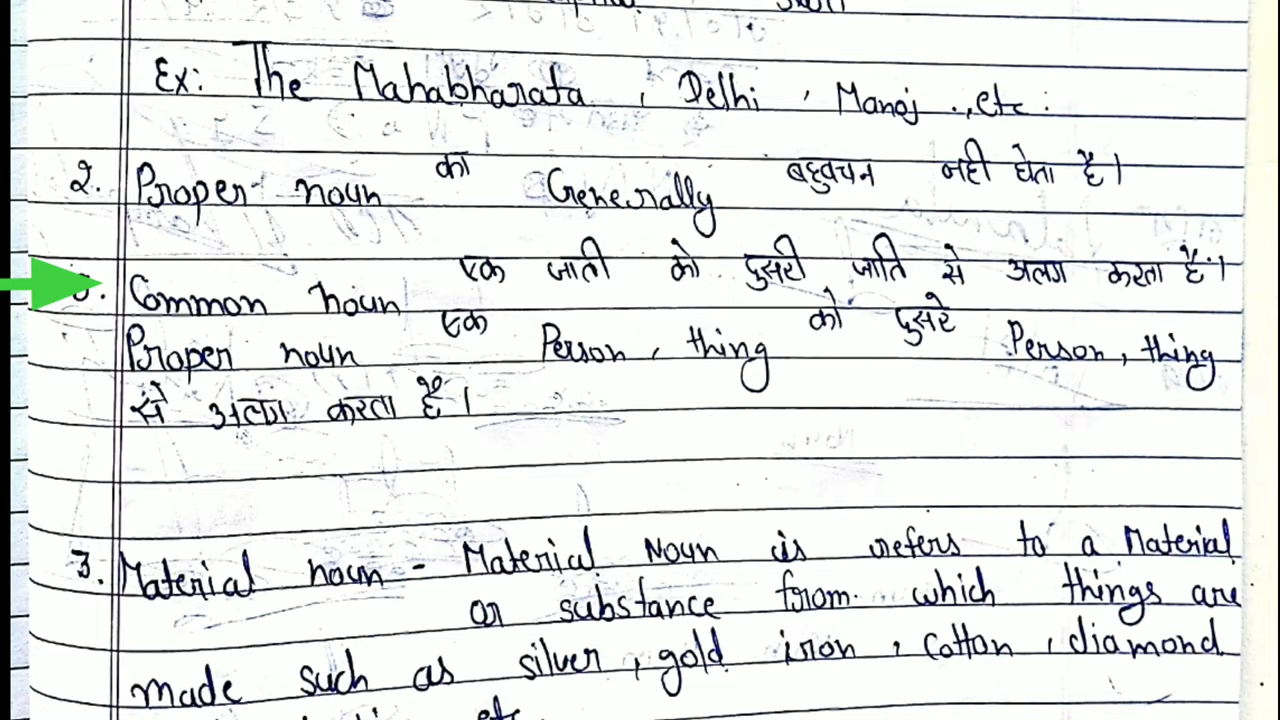 Ex: The Mahabharata, Delhi, Manoj .,etc.
2. Proper noun का Generally बहुवचन नही होता है।
3. Common noun एक जाती को दुसरी जाति से अलग करता है।
Proper noun एक Person, thing को दुसरे Person, thing
से अलग करता है।
3. Material noun - Material Noun is refers to a Material
or substance from which things are
made such as silver, gold iron, Cotton, diamond
etc